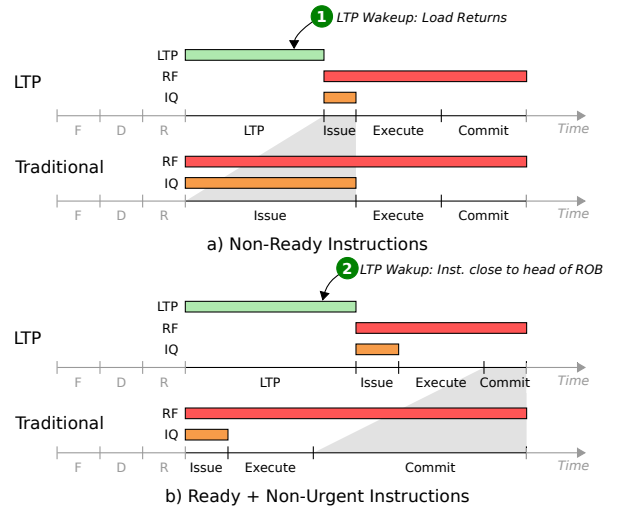 1 LTP Wakeup: Load Returns
LTP
RF
LTP
IQ
F D R LTP Issue Execute Commit Time
Traditional
RF
IQ
F D R Issue Execute Commit Time
a) Non-Ready Instructions
2 LTP Wakup: Inst. close to head of ROB
LTP
RF
LTP
IQ
F D R LTP Issue Execute Commit Time
Traditional
RF
IQ
F D R Issue Execute Commit Time
b) Ready + Non-Urgent Instructions